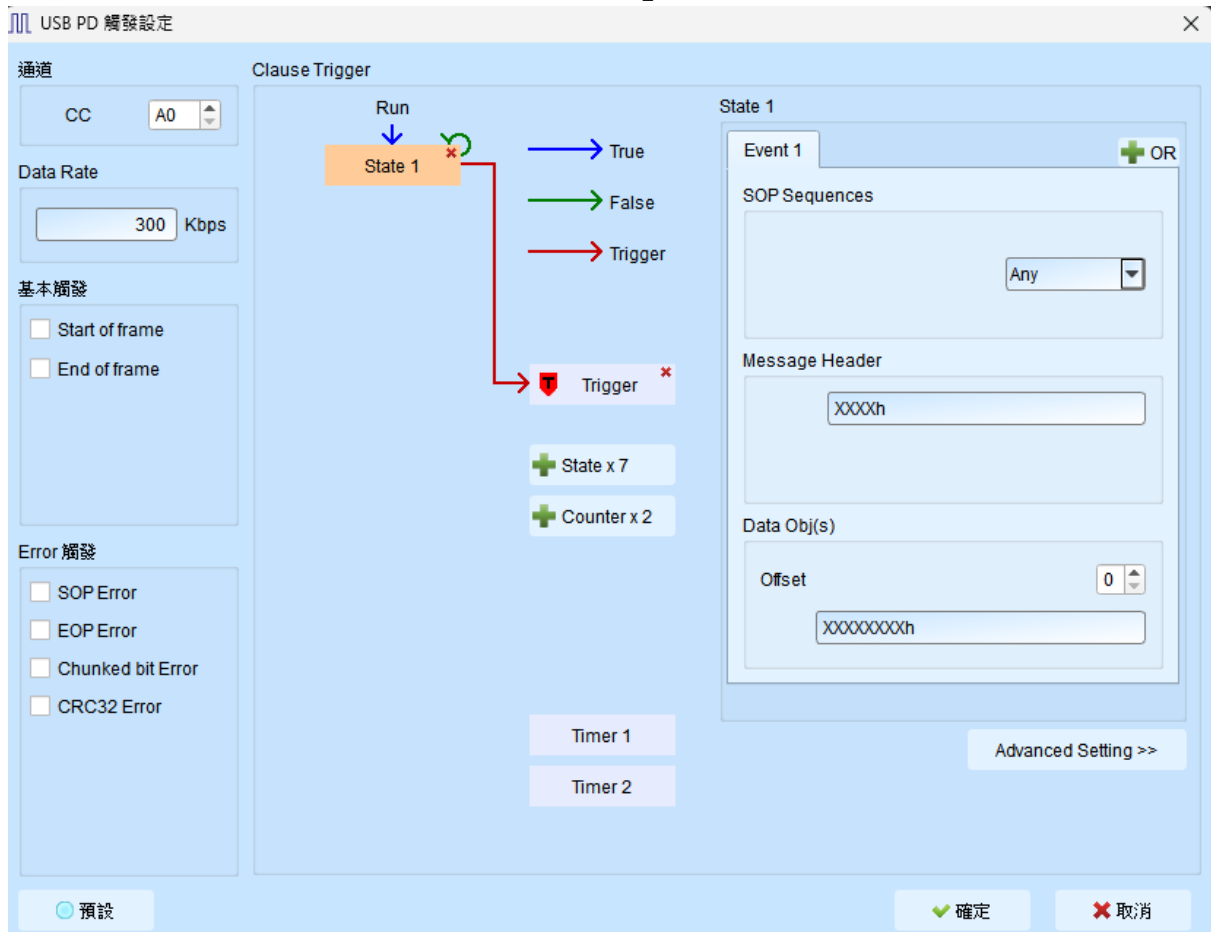 USB PD 觸發設定
通道
CC
A0
Data Rate
300 Kbps
基本觸發
Start of frame
End of frame
Error 觸發
SOP Error
EOP Error
Chunked bit Error
CRC32 Error
Clause Trigger
Run
State 1
True
False
Trigger
T Trigger
State x 7
Counter x 2
Timer 1
Timer 2
State 1
Event 1
OR
SOP Sequences
Any
Message Header
XXXXh
Data Obj(s)
Offset
0
XXXXXXXXh
Advanced Setting >>
預設
確定
取消